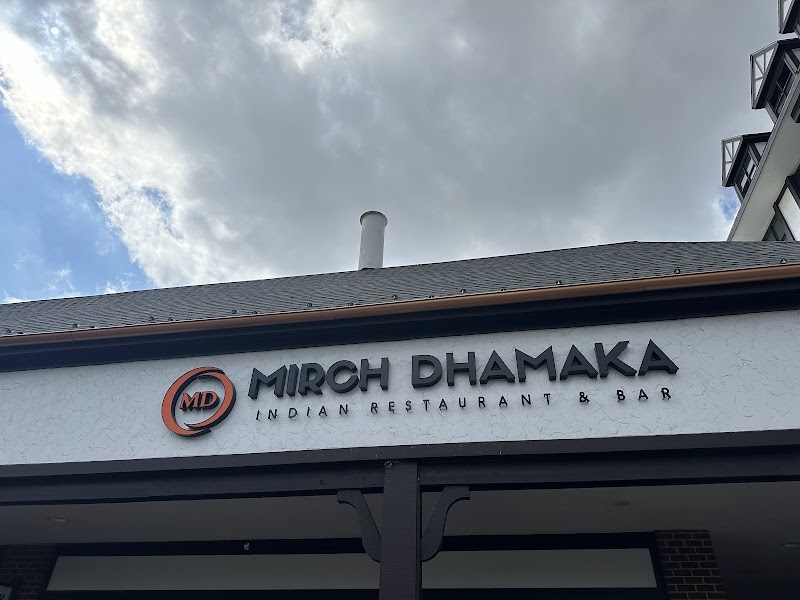 MD
MIRCH DHAMAKA
INDIAN RESTAURANT & BAR